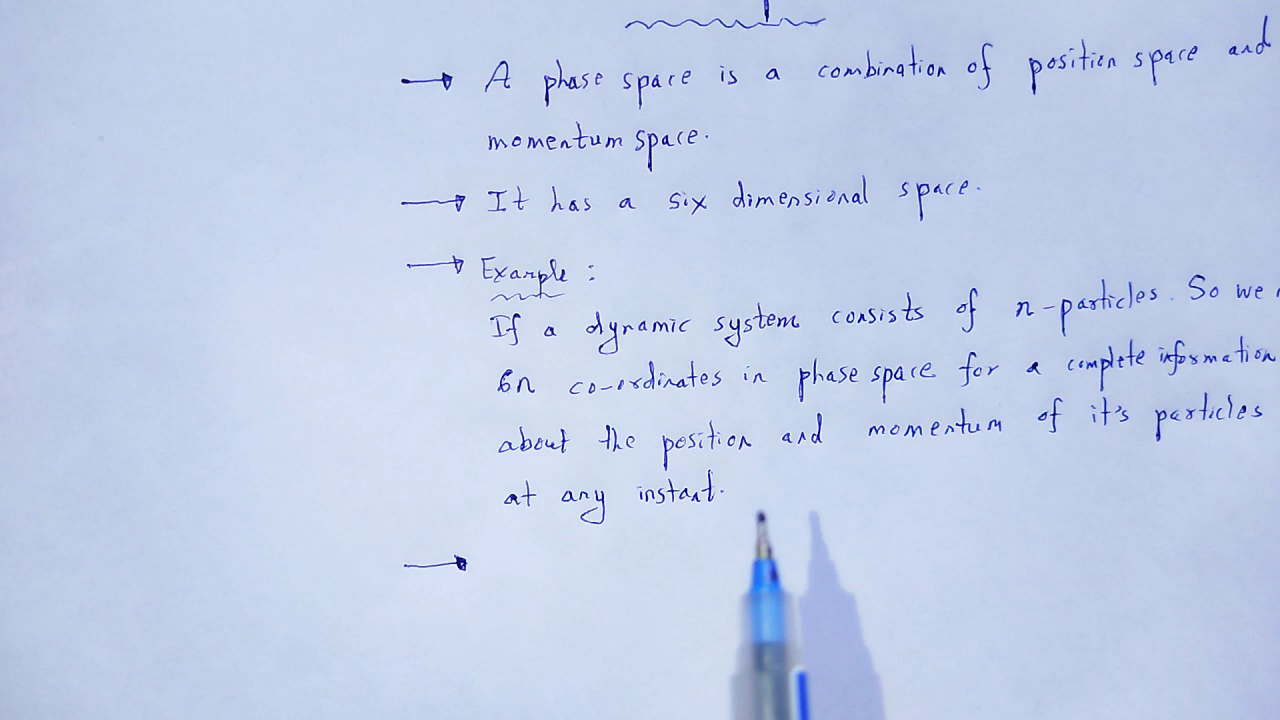 A phase space is a combination of position space and
momentum space.
It has a six dimensional space.
Example :
If a dynamic system consists of n-particles. So we
6n co-ordinates in phase space for a complete information
about the position and momentum of it's particles
at any instant.